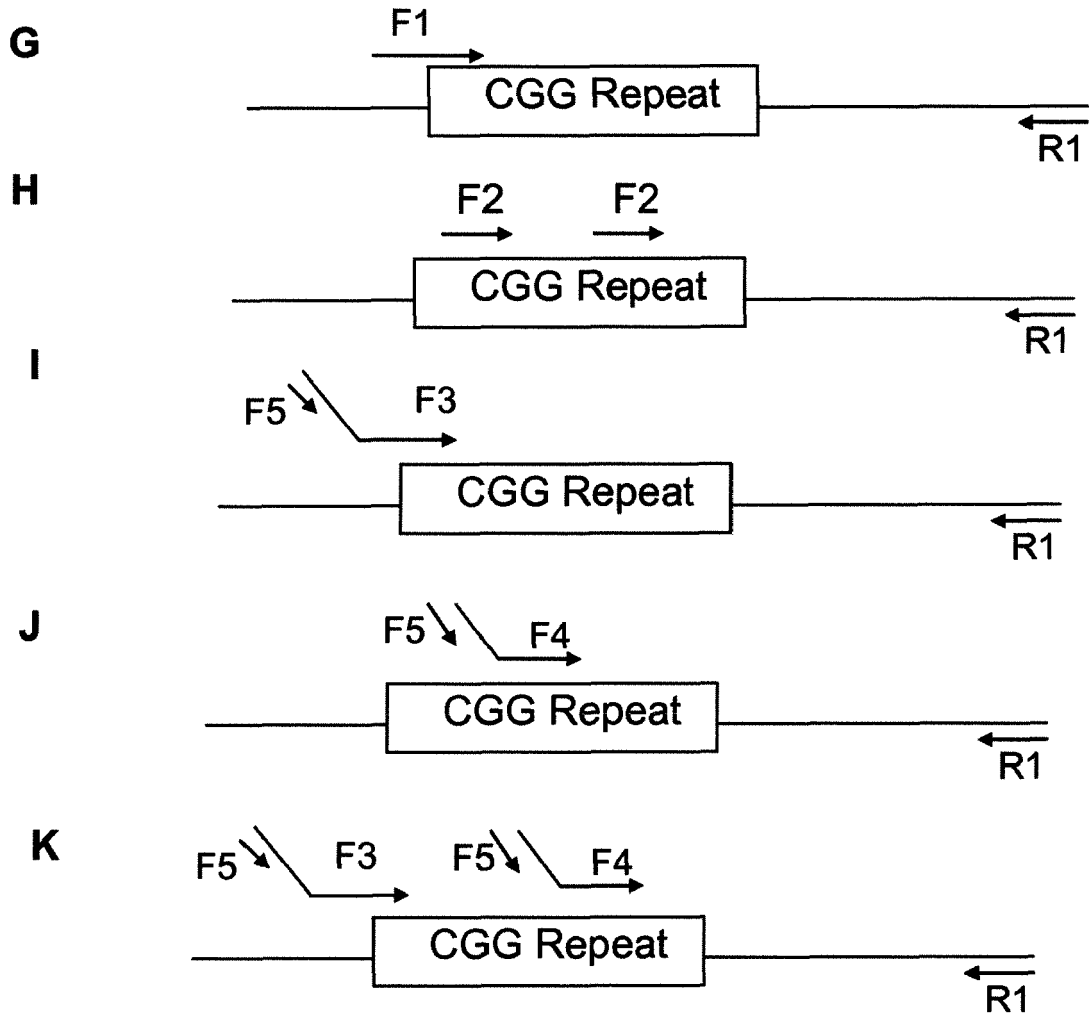 G
F1
CGG Repeat
R1
H
F2 F2
CGG Repeat
R1
I
F5 F3
CGG Repeat
R1
J
F5 F4
CGG Repeat
R1
K
F5 F3 F5 F4
CGG Repeat
R1